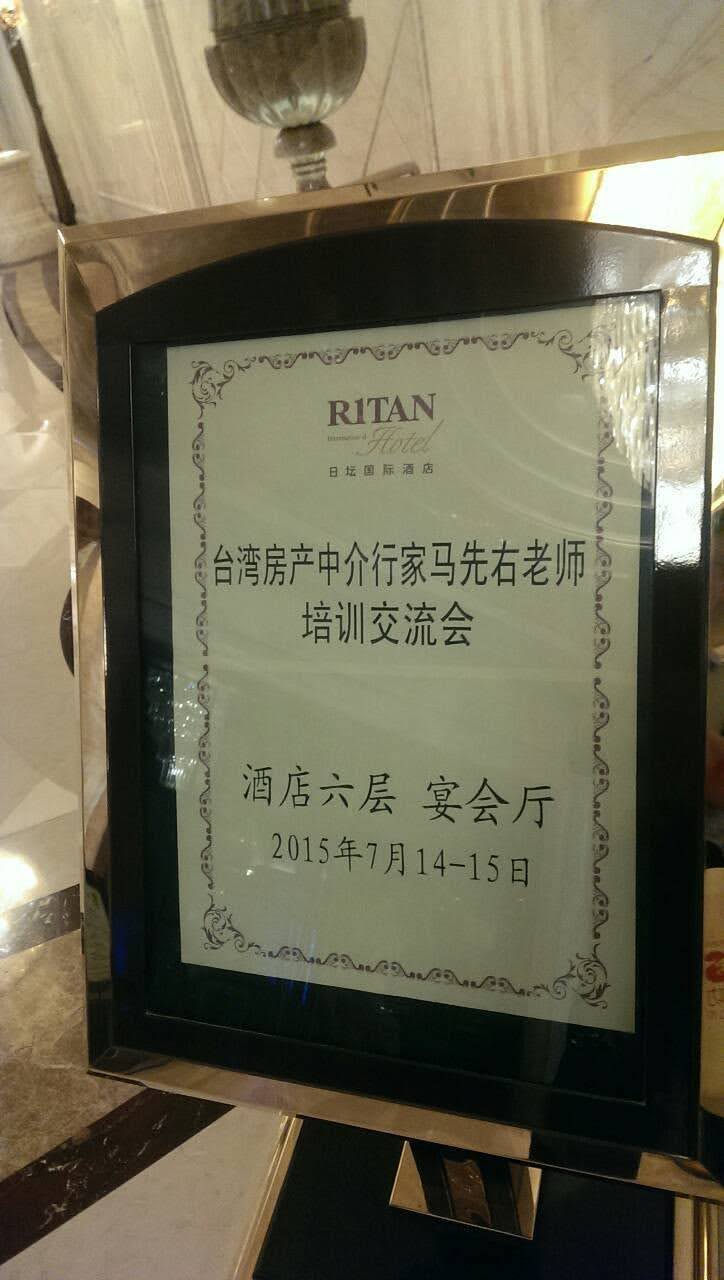 R1TAN
International Hotel
日坛国际酒店
台湾房产中介行家马先右老师
培训交流会
酒店六层 宴会厅
2015年7月14-15日